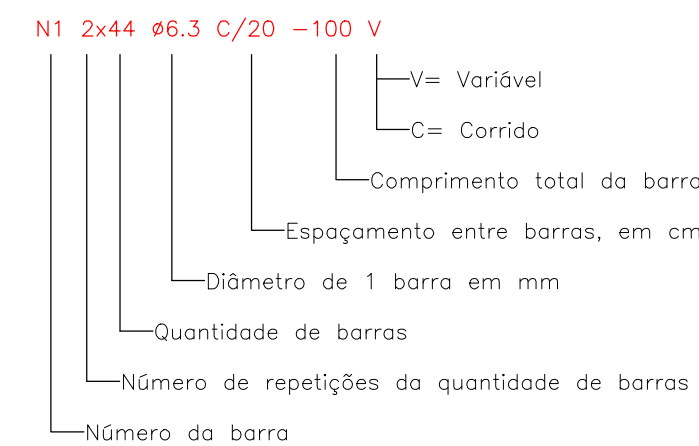 N1 2x44 ø6.3 C/20 -100 V
V= Variável
C= Corrido
Comprimento total da barra
Espaçamento entre barras, em cm
Diâmetro de 1 barra em mm
Quantidade de barras
Número de repetições da quantidade de barras
Número da barra